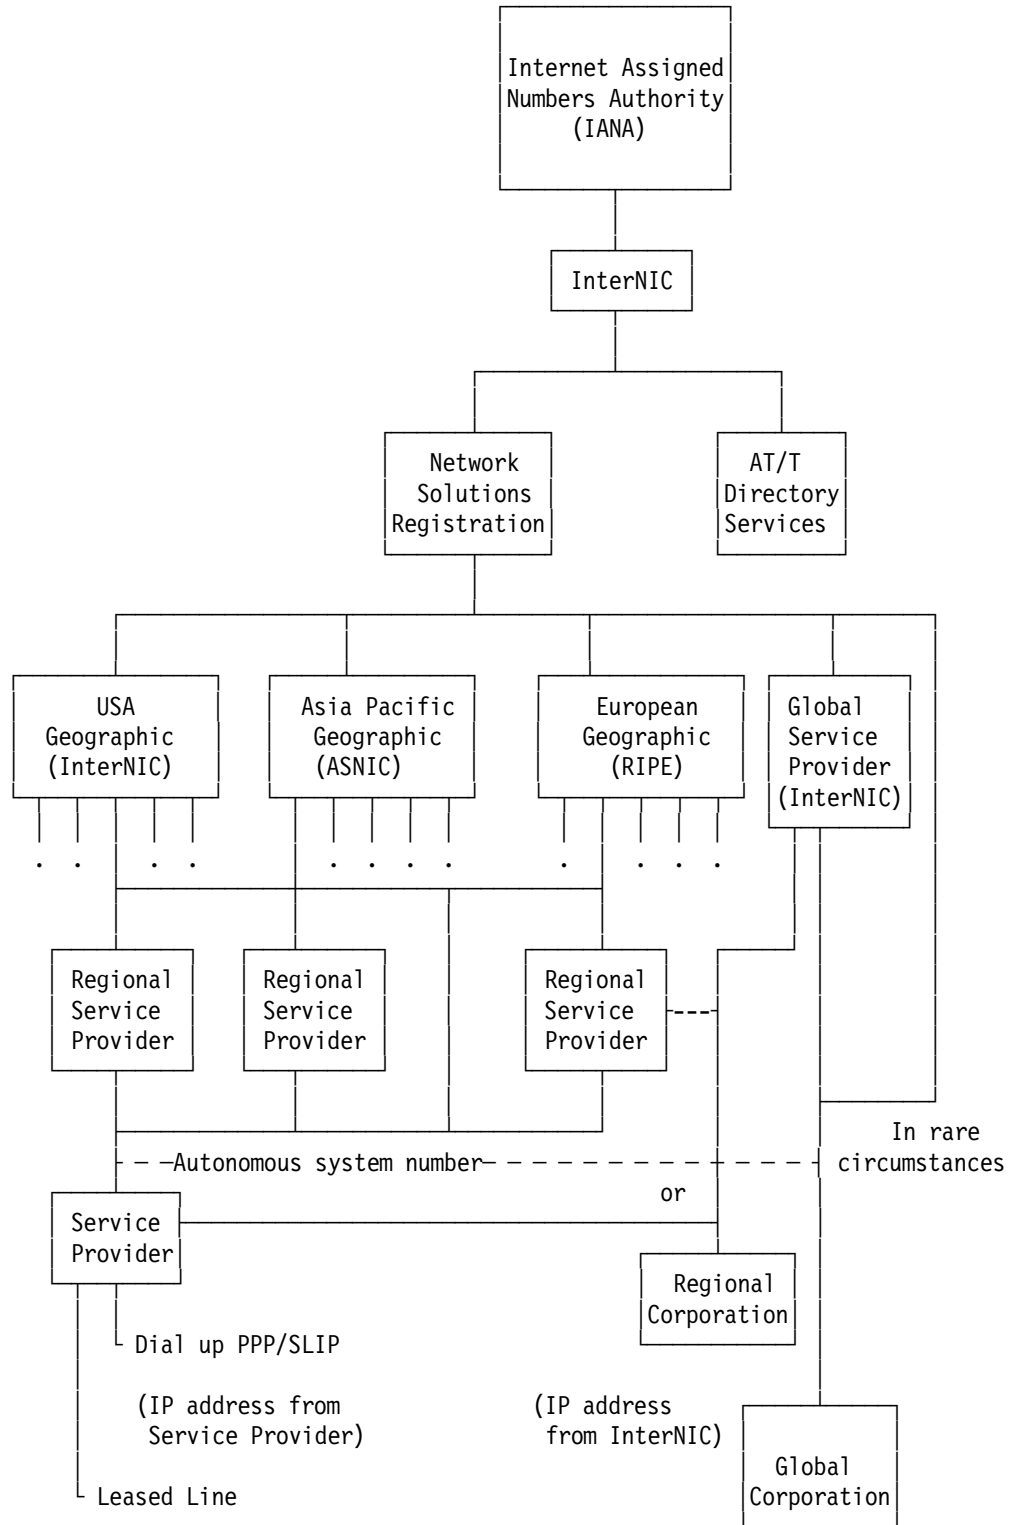 Internet Assigned
Numbers Authority
(IANA)
InterNIC
Network
Solutions
Registration
AT/T
Directory
Services
USA
Geographic
(InterNIC)
Asia Pacific
Geographic
(ASNIC)
European
Geographic
(RIPE)
Global
Service
Provider
(InterNIC)
Regional
Service
Provider
Regional
Service
Provider
Regional
Service
Provider
In rare
circumstances
Autonomous system number
or
Service
Provider
Regional
Corporation
Dial up PPP/SLIP
(IP address from
Service Provider)
(IP address
from InterNIC)
Global
Corporation
Leased Line